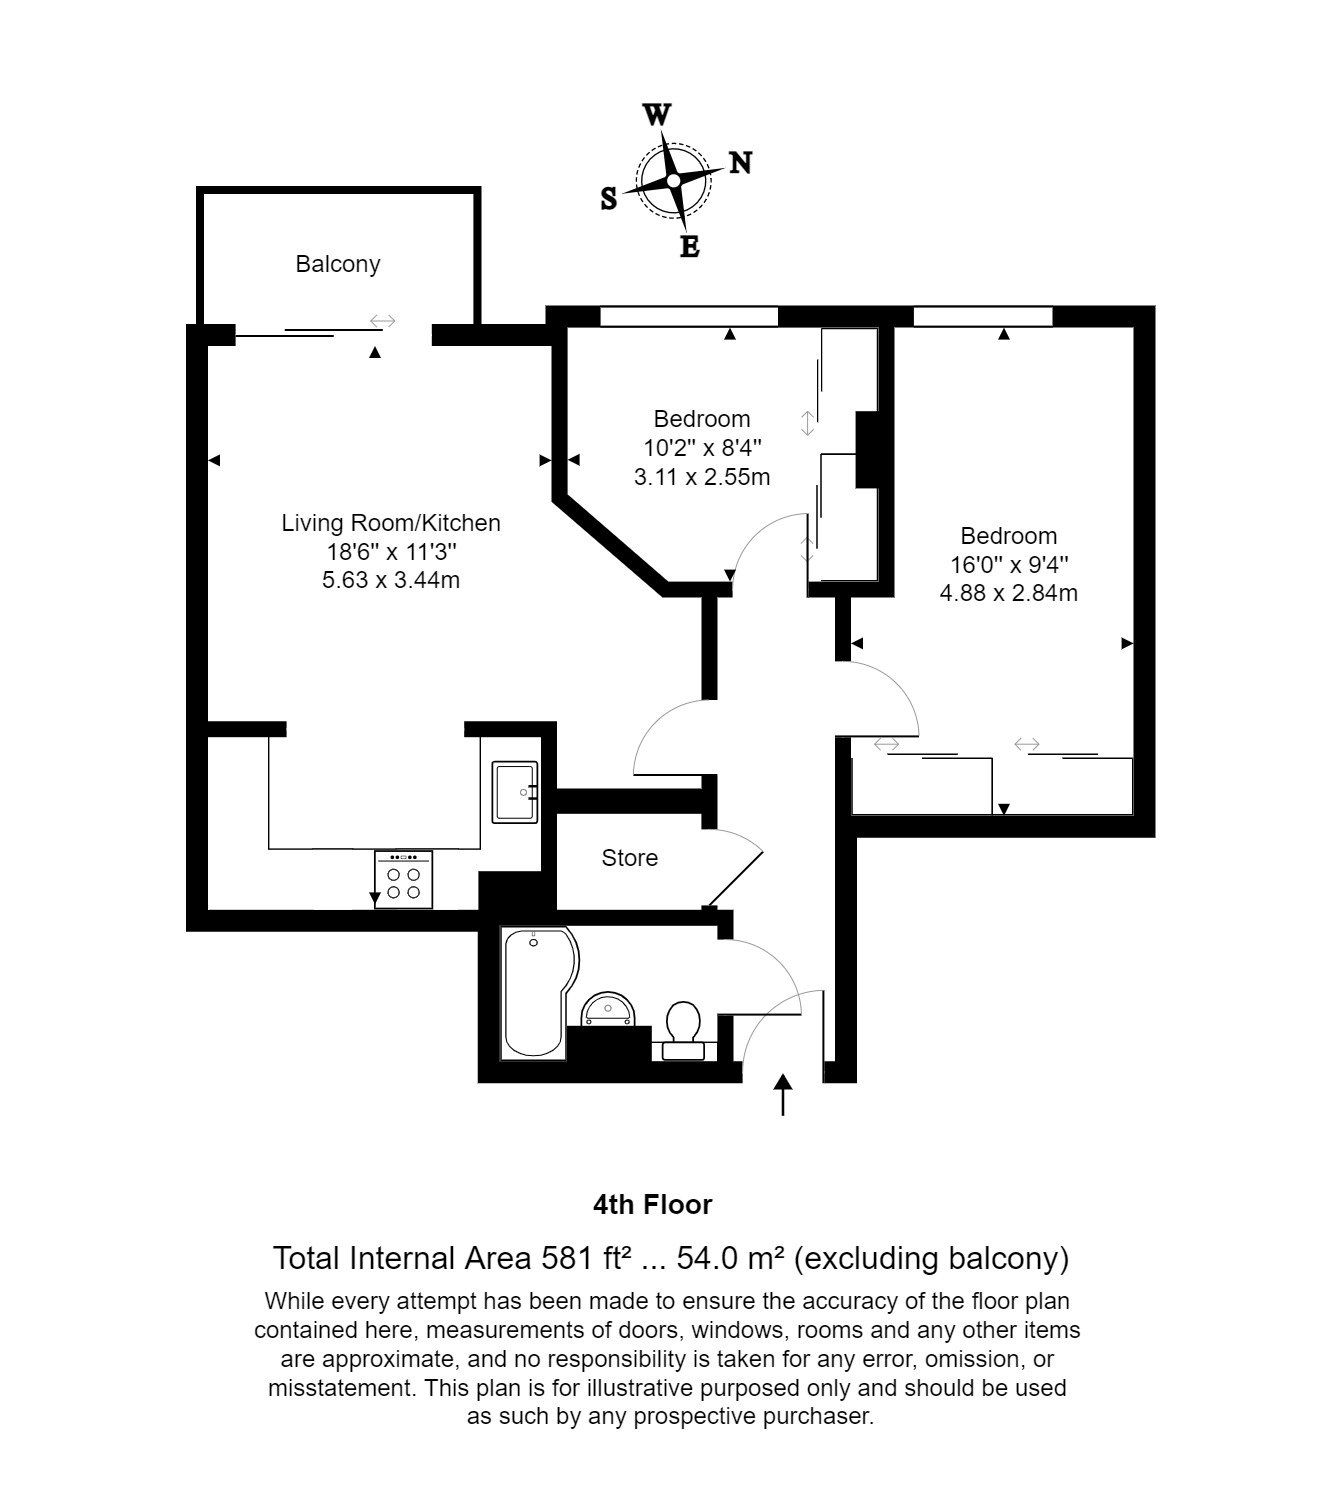 W
N
S
E
Balcony
Bedroom
10'2" x 8'4"
3.11 x 2.55m
Living Room/Kitchen
18'6" x 11'3"
5.63 x 3.44m
Bedroom
16'0" x 9'4"
4.88 x 2.84m
Store
4th Floor
Total Internal Area 581 ft² ... 54.0 m² (excluding balcony)
While every attempt has been made to ensure the accuracy of the floor plan
contained here, measurements of doors, windows, rooms and any other items
are approximate, and no responsibility is taken for any error, omission, or
misstatement. This plan is for illustrative purposed only and should be used
as such by any prospective purchaser.